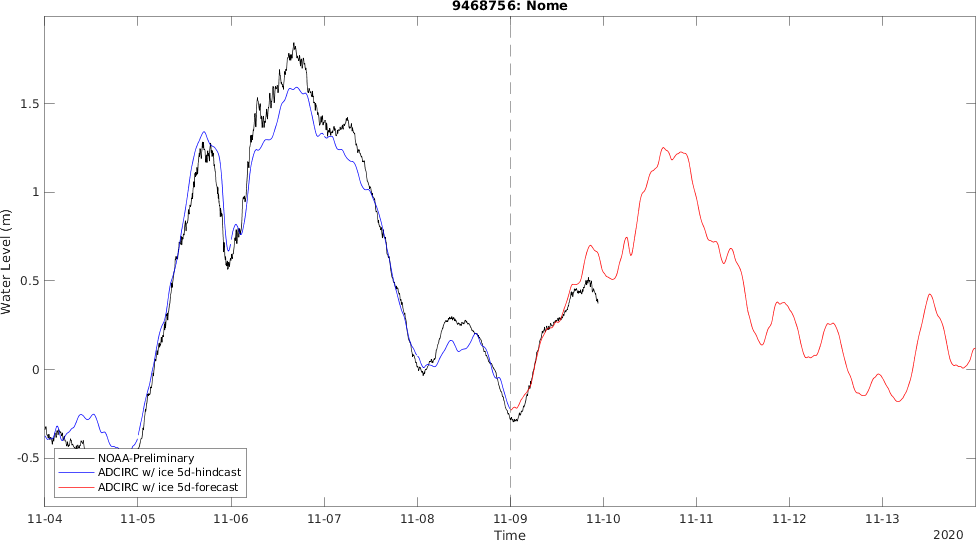 9468756: Nome
1.5
1
0.5
0
-0.5
Water Level (m)
NOAA-Preliminary
ADCIRC w/ ice 5d-hindcast
ADCIRC w/ ice 5d-forecast
11-04 11-05 11-06 11-07 11-08 11-09 11-10 11-11 11-12 11-13
Time
2020